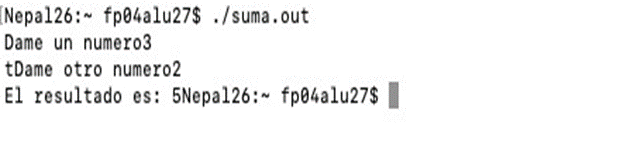 [Nepal26:~ fp04alu27$ ./suma.out
Dame un numero3
tDame otro numero2
El resultado es: 5Nepal26:~ fp04alu27$